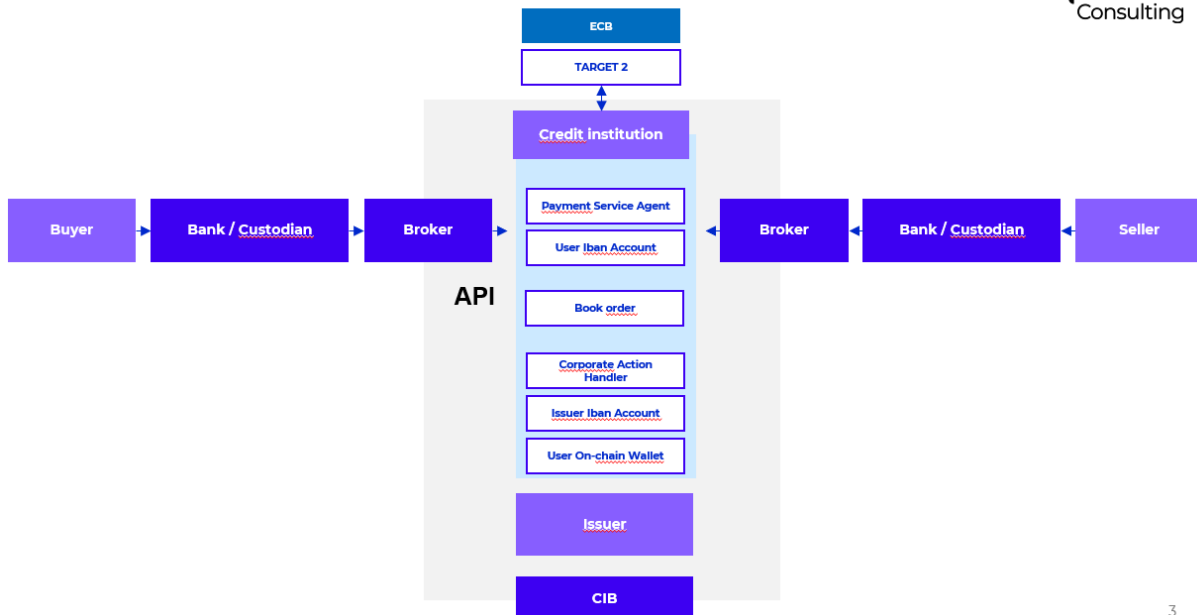 Consulting
ECB
TARGET 2
Credit institution
Payment Service Agent
Buyer
Bank / Custodian
Broker
Broker
Bank / Custodian
Seller
User Iban Account
API
Book order
Corporate Action
Handler
Issuer Iban Account
User On-chain Wallet
Issuer
CIB
3